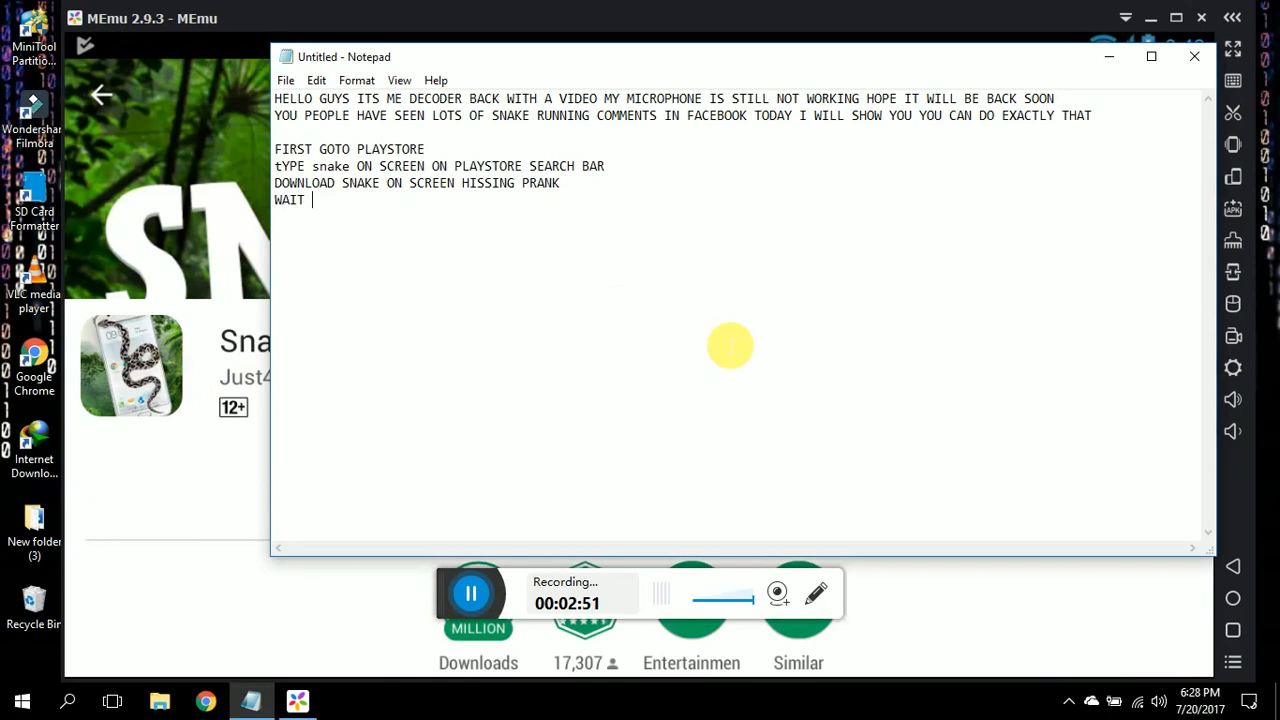 MiniTool
Partitio...
Wondershar
Filmora
SD Card
Formatter
VLC media
player
Google
Chrome
Internet
Downlo...
New folder
(3)
Recycle Bin
MEmu 2.9.3 - MEmu
Untitled - Notepad
File Edit Format View Help
HELLO GUYS ITS ME DECODER BACK WITH A VIDEO MY MICROPHONE IS STILL NOT WORKING HOPE IT WILL BE BACK SOON
YOU PEOPLE HAVE SEEN LOTS OF SNAKE RUNNING COMMENTS IN FACEBOOK TODAY I WILL SHOW YOU YOU CAN DO EXACTLY THAT
FIRST GOTO PLAYSTORE
tYPE snake ON SCREEN ON PLAYSTORE SEARCH BAR
DOWNLOAD SNAKE ON SCREEN HISSING PRANK
WAIT
SN
Sna
Just4
12+
Recording...
00:02:51
MILLION
Downloads 17,307 Entertainmen Similar
6:28 PM
7/20/2017